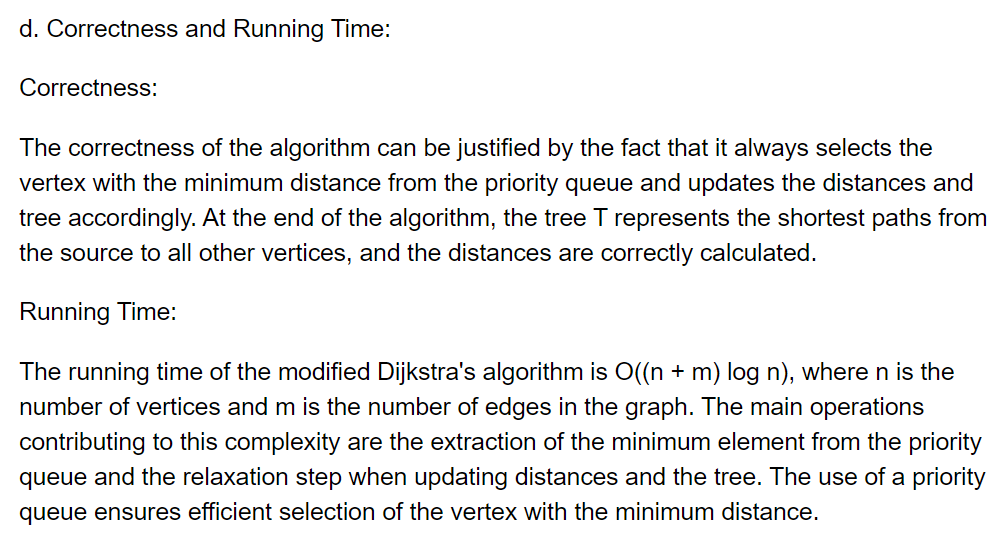 d. Correctness and Running Time:
Correctness:
The correctness of the algorithm can be justified by the fact that it always selects the
vertex with the minimum distance from the priority queue and updates the distances and
tree accordingly. At the end of the algorithm, the tree T represents the shortest paths from
the source to all other vertices, and the distances are correctly calculated.
Running Time:
The running time of the modified Dijkstra's algorithm is O((n + m) log n), where n is the
number of vertices and m is the number of edges in the graph. The main operations
contributing to this complexity are the extraction of the minimum element from the priority
queue and the relaxation step when updating distances and the tree. The use of a priority
queue ensures efficient selection of the vertex with the minimum distance.